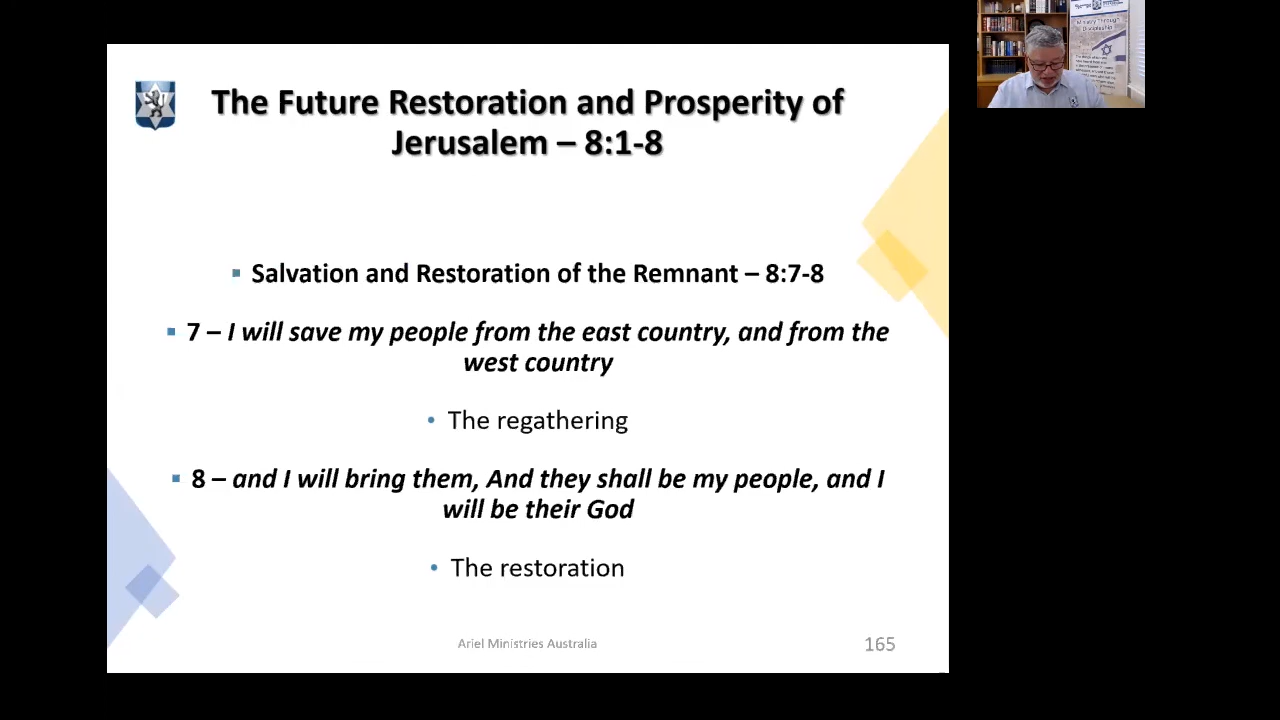 The Future Restoration and Prosperity of
Jerusalem – 8:1-8
Salvation and Restoration of the Remnant – 8:7-8
7 – I will save my people from the east country, and from the
west country
The regathering
8 – and I will bring them, And they shall be my people, and I
will be their God
The restoration
Ariel Ministries Australia
165
Ministry Through
Discipleship